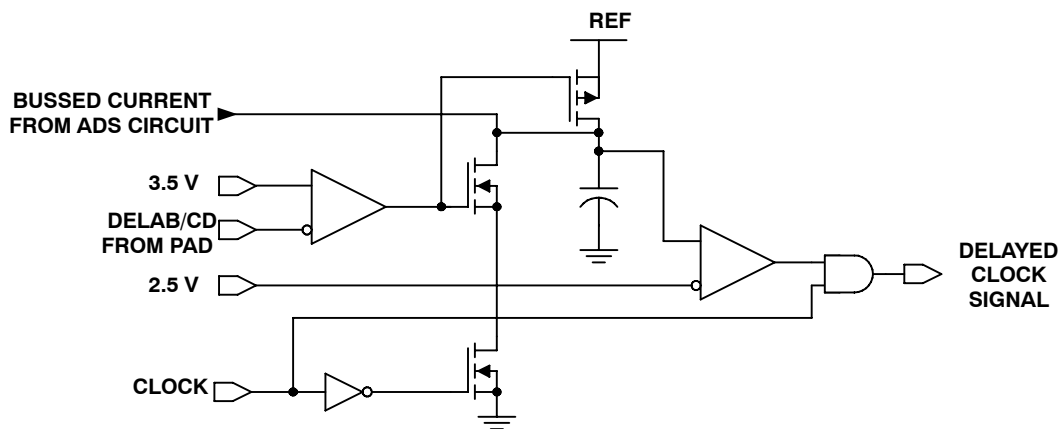 REF
BUSSED CURRENT
FROM ADS CIRCUIT
3.5 V
DELAB/CD
FROM PAD
2.5 V
DELAYED
CLOCK
SIGNAL
CLOCK